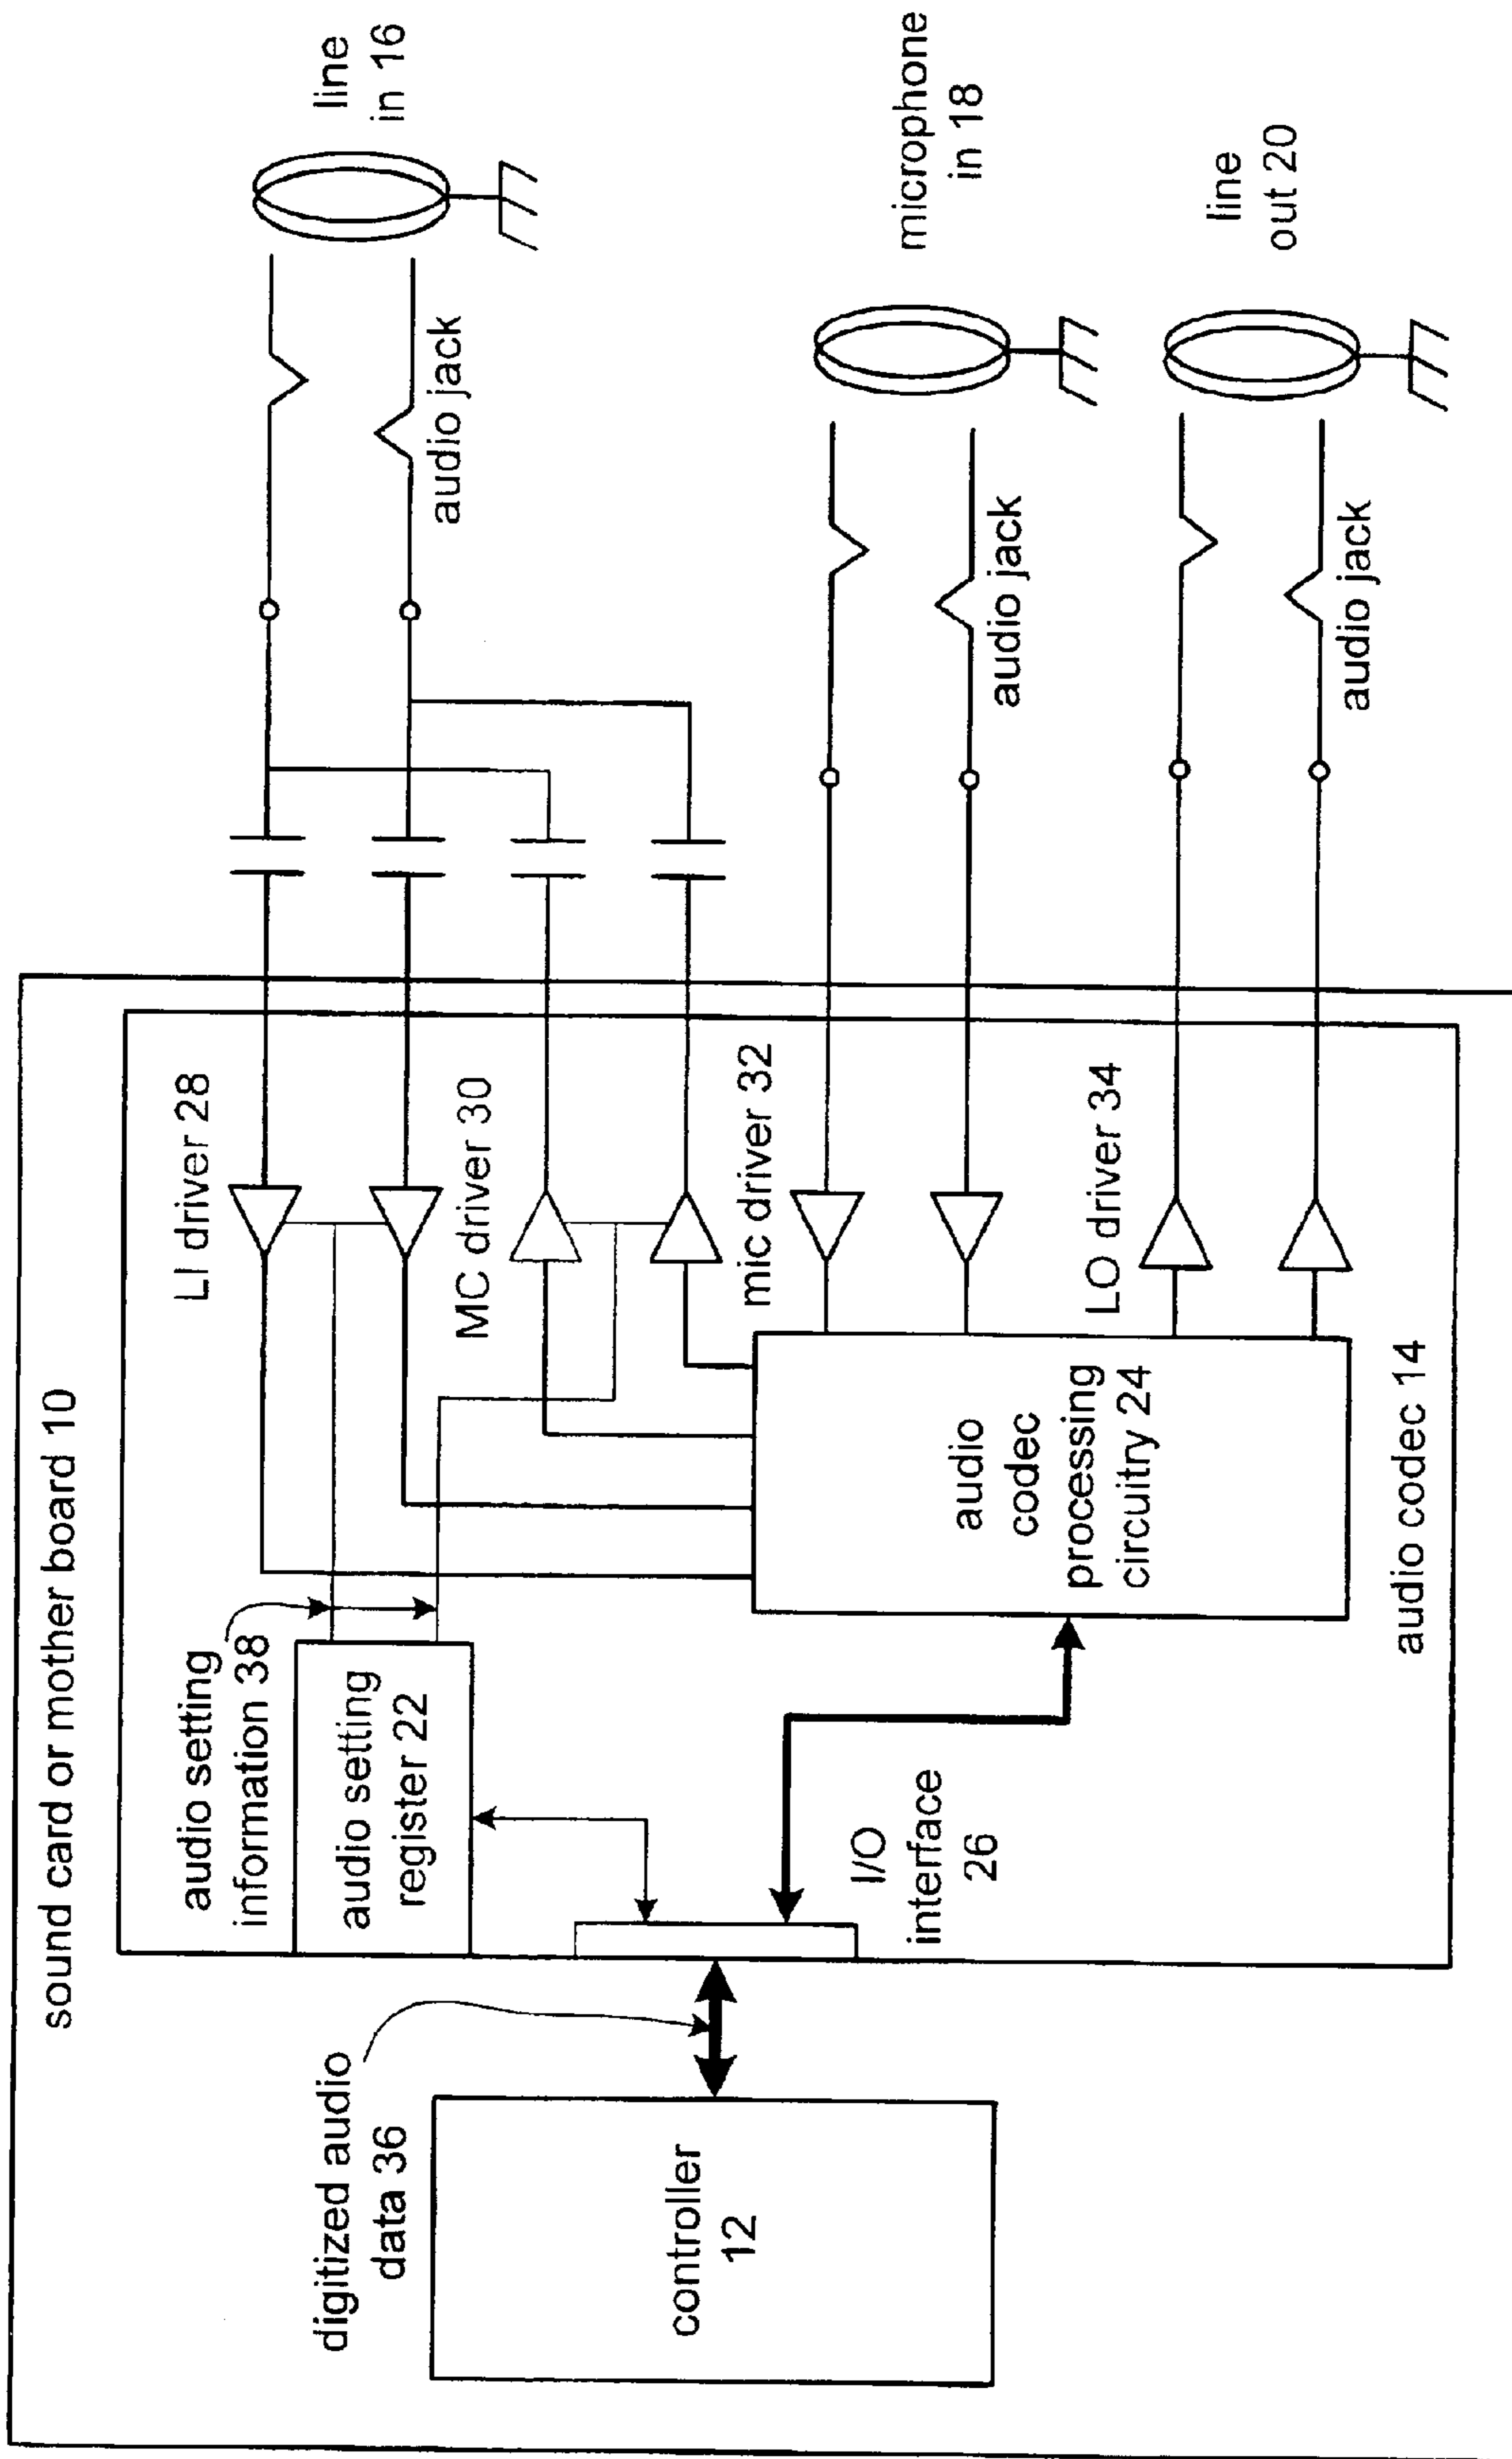 sound card or mother board 10
digitized audio
data 36
controller
12
audio setting
information 38
audio setting
register 22
I/O
interface
26
audio
codec
processing
circuitry 24
audio codec 14
LI driver 28
MC driver 30
mic driver 32
LO driver 34
audio jack
line
in 16
audio jack
microphone
in 18
audio jack
line
out 20